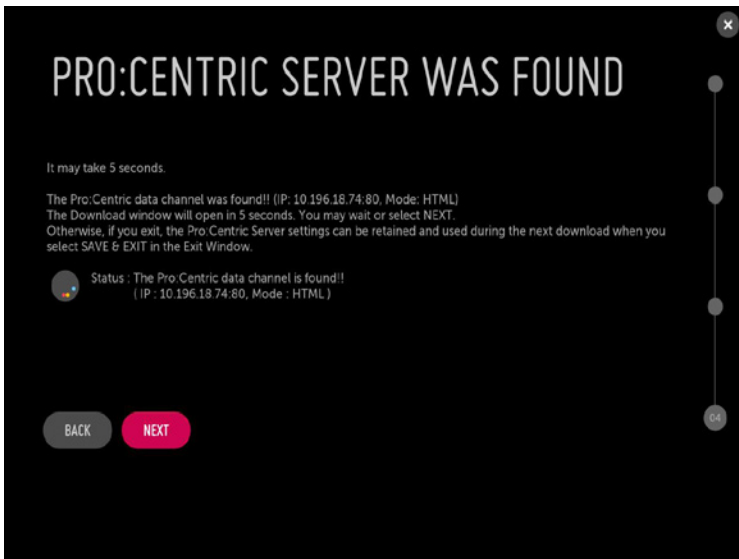 PRO:CENTRIC SERVER WAS FOUND
It may take 5 seconds.
The Pro:Centric data channel was found!! (IP: 10.196.18.74:80, Mode: HTML)
The Download window will open in 5 seconds. You may wait or select NEXT.
Otherwise, if you exit, the Pro:Centric Server settings can be retained and used during the next download when you
select SAVE & EXIT in the Exit Window.
Status : The Pro:Centric data channel is found!!
( IP : 10.196.18.74:80, Mode : HTML )
04
BACK NEXT